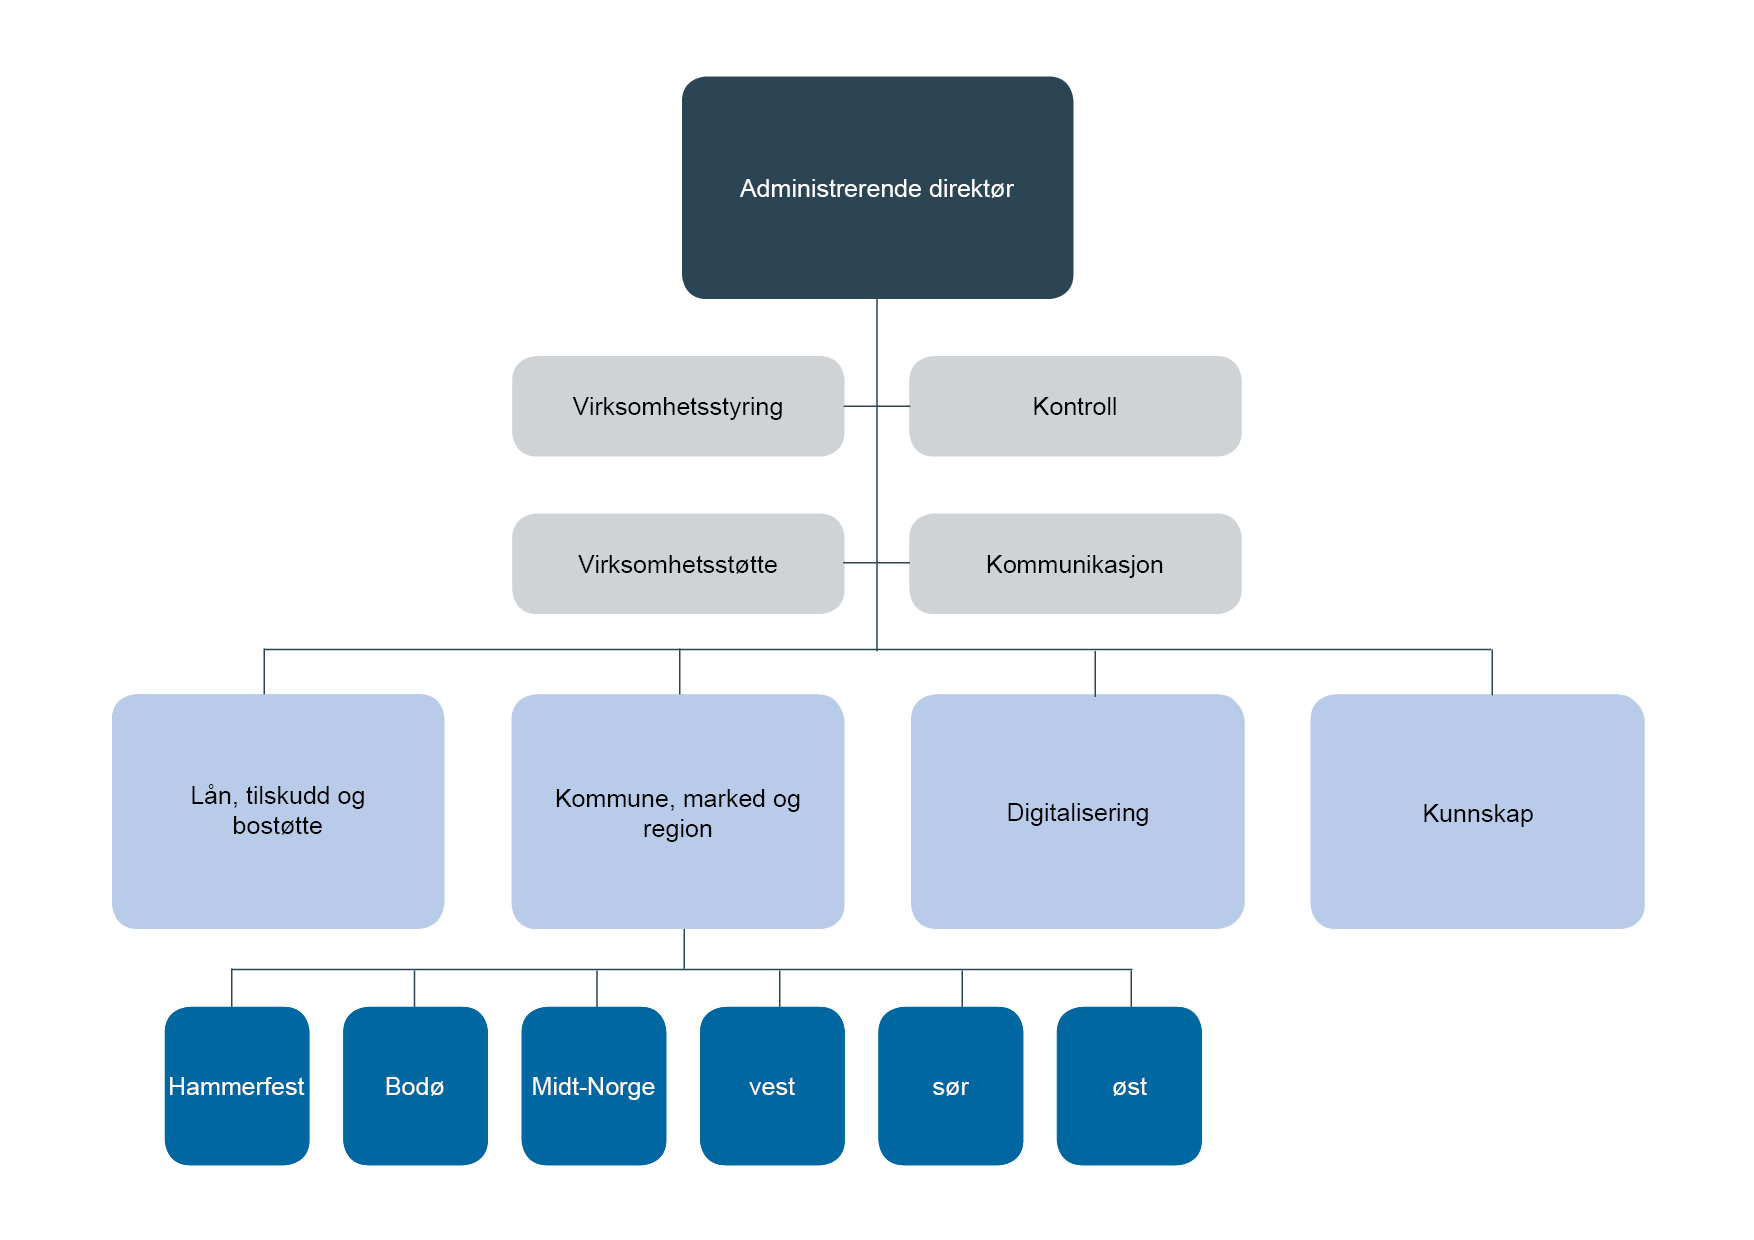 Administrerende direktør
Virksomhetsstyring
Kontroll
Virksomhetsstøtte
Kommunikasjon
Lån, tilskudd og
bostøtte
Kommune, marked og
region
Digitalisering
Kunnskap
Hammerfest
Bodø
Midt-Norge
vest
sør
øst